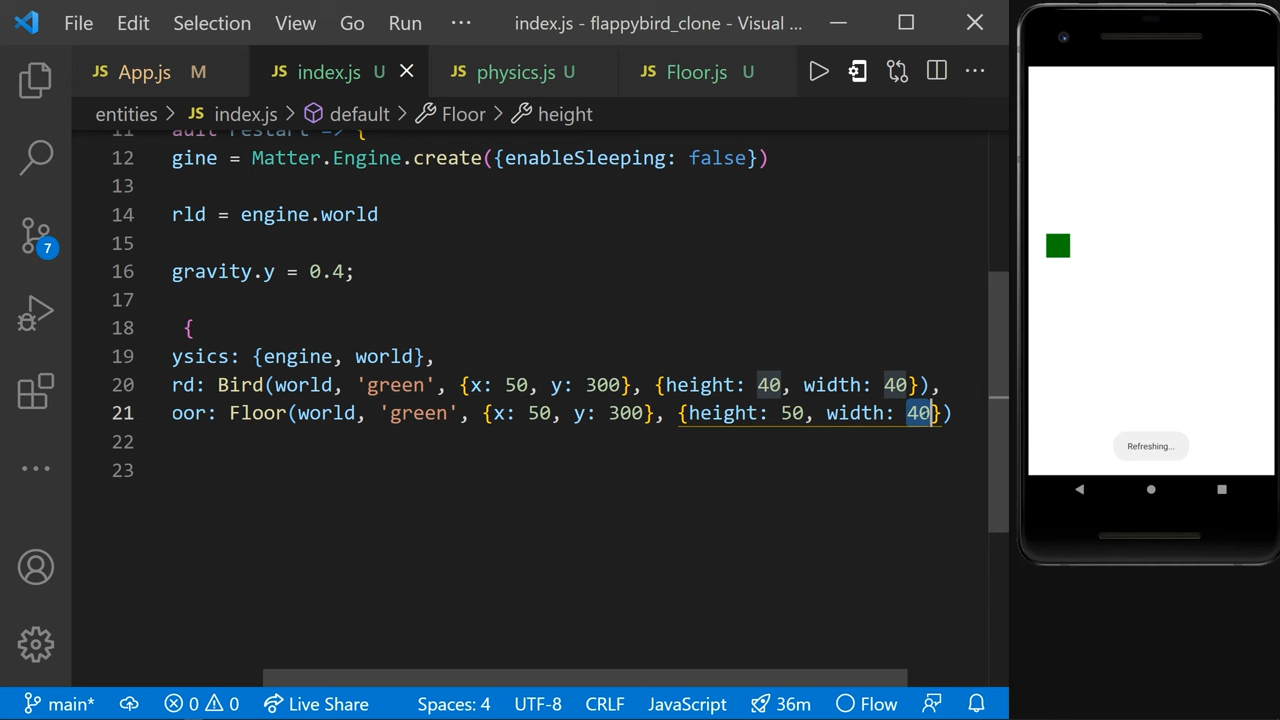 File Edit Selection View Go Run ··· index.js - flappybird_clone - Visual ...
JS App.js M JS index.js U JS physics.js U JS Floor.js U
entities > JS index.js > default > Floor > height
11 ault restart => {
12 gine = Matter.Engine.create({enableSleeping: false})
13
14 rld = engine.world
15
16 gravity.y = 0.4;
17
18 {
19 ysics: {engine, world},
20 rd: Bird(world, 'green', {x: 50, y: 300}, {height: 40, width: 40}),
21 oor: Floor(world, 'green', {x: 50, y: 300}, {height: 50, width: 40})
22
23
7
Refreshing...
main* 0 0 Live Share Spaces: 4 UTF-8 CRLF JavaScript 36m Flow